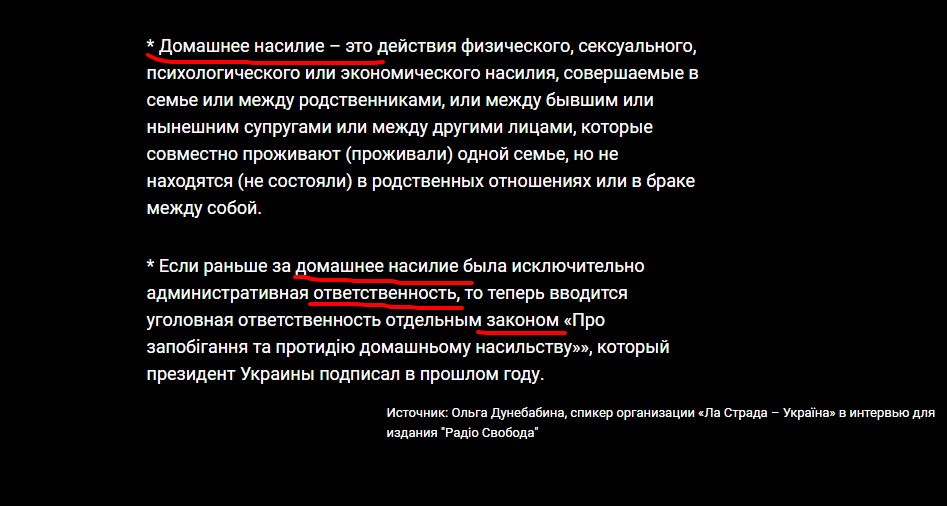 * Домашнее насилие – это действия физического, сексуального,
психологического или экономического насилия, совершаемые в
семье или между родственниками, или между бывшим или
нынешним супругами или между другими лицами, которые
совместно проживают (проживали) одной семье, но не
находятся (не состояли) в родственных отношениях или в браке
между собой.
* Если раньше за домашнее насилие была исключительно
административная ответственность, то теперь вводится
уголовная ответственность отдельным законом «Про
запобігання та протидію домашньому насильству»», который
президент Украины подписал в прошлом году.
Источник: Ольга Дунебабина, спикер организации «Ла Страда – Україна» в интервью для
издания "Радіо Свобода"